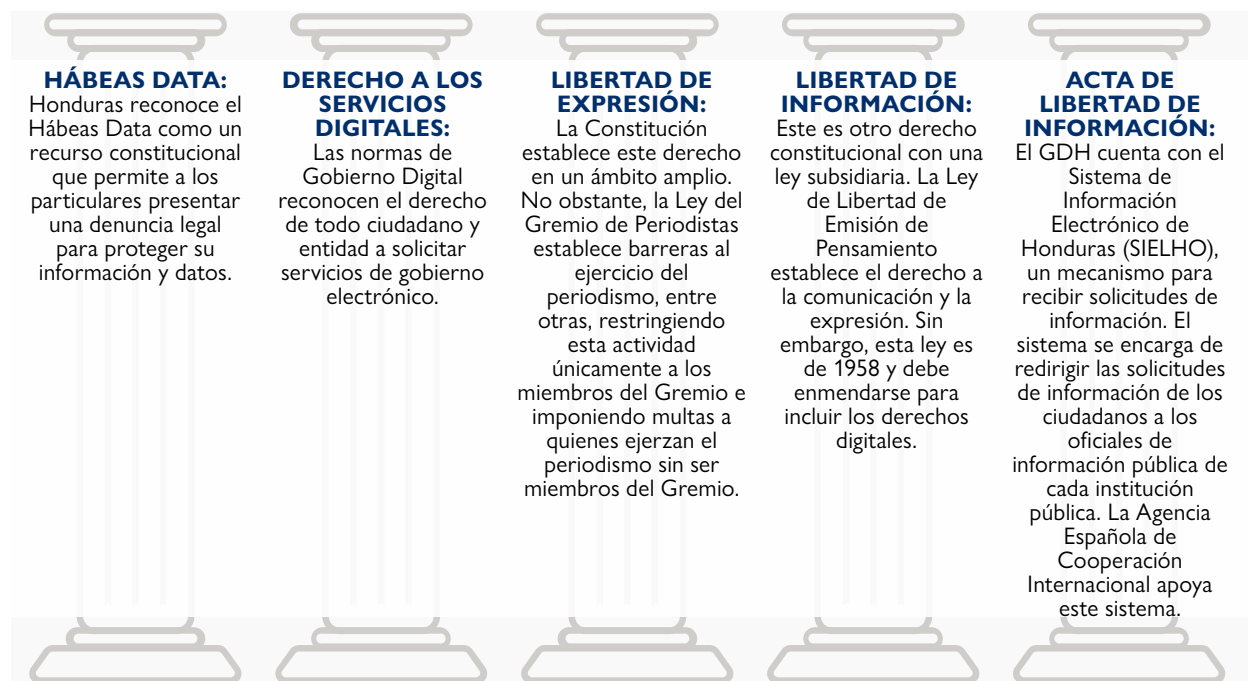 HÁBEAS DATA:
Honduras reconoce el
Hábeas Data como un
recurso constitucional
que permite a los
particulares presentar
una denuncia legal
para proteger su
información y datos.
DERECHO A LOS
SERVICIOS
DIGITALES:
Las normas de
Gobierno Digital
reconocen el derecho
de todo ciudadano y
entidad a solicitar
servicios de gobierno
electrónico.
LIBERTAD DE
EXPRESIÓN:
La Constitución
establece este derecho
en un ámbito amplio.
No obstante, la Ley del
Gremio de Periodistas
establece barreras al
ejercicio del
periodismo, entre
otras, restringiendo
esta actividad
únicamente a los
miembros del Gremio e
imponiendo multas a
quienes ejerzan el
periodismo sin ser
miembros del Gremio.
LIBERTAD DE
INFORMACIÓN:
Este es otro derecho
constitucional con una
ley subsidiaria. La Ley
de Libertad de
Emisión de
Pensamiento
establece el derecho a
la comunicación y la
expresión. Sin
embargo, esta ley es
de 1958 y debe
enmendarse para
incluir los derechos
digitales.
ACTA DE
LIBERTAD DE
INFORMACIÓN:
El GDH cuenta con el
Sistema de
Información
Electrónico de
Honduras (SIELHO),
un mecanismo para
recibir solicitudes de
información. El
sistema se encarga de
redirigir las solicitudes
de información de los
ciudadanos a los
oficiales de
información pública de
cada institución
pública. La Agencia
Española de
Cooperación
Internacional apoya
este sistema.